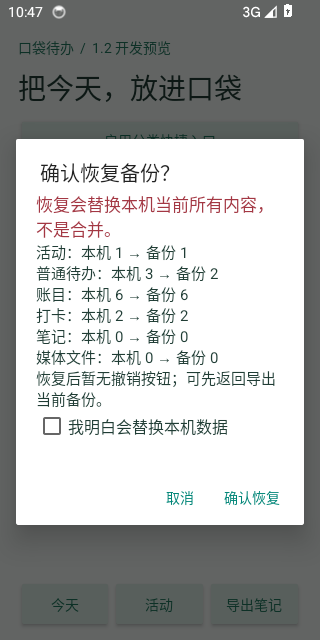 10:47
3G
口袋待办 / 1.2 开发预览
把今天，放进口袋
确认恢复备份？
恢复会替换本机当前所有内容，
不是合并。
活动：本机 1 → 备份 1
普通待办：本机 3 → 备份 2
账目：本机 6 → 备份 6
打卡：本机 2 → 备份 2
笔记：本机 0 → 备份 0
媒体文件：本机 0 → 备份 0
恢复后暂无撤销按钮；可先返回导出
当前备份。
我明白会替换本机数据
取消 确认恢复
今天 活动 导出笔记